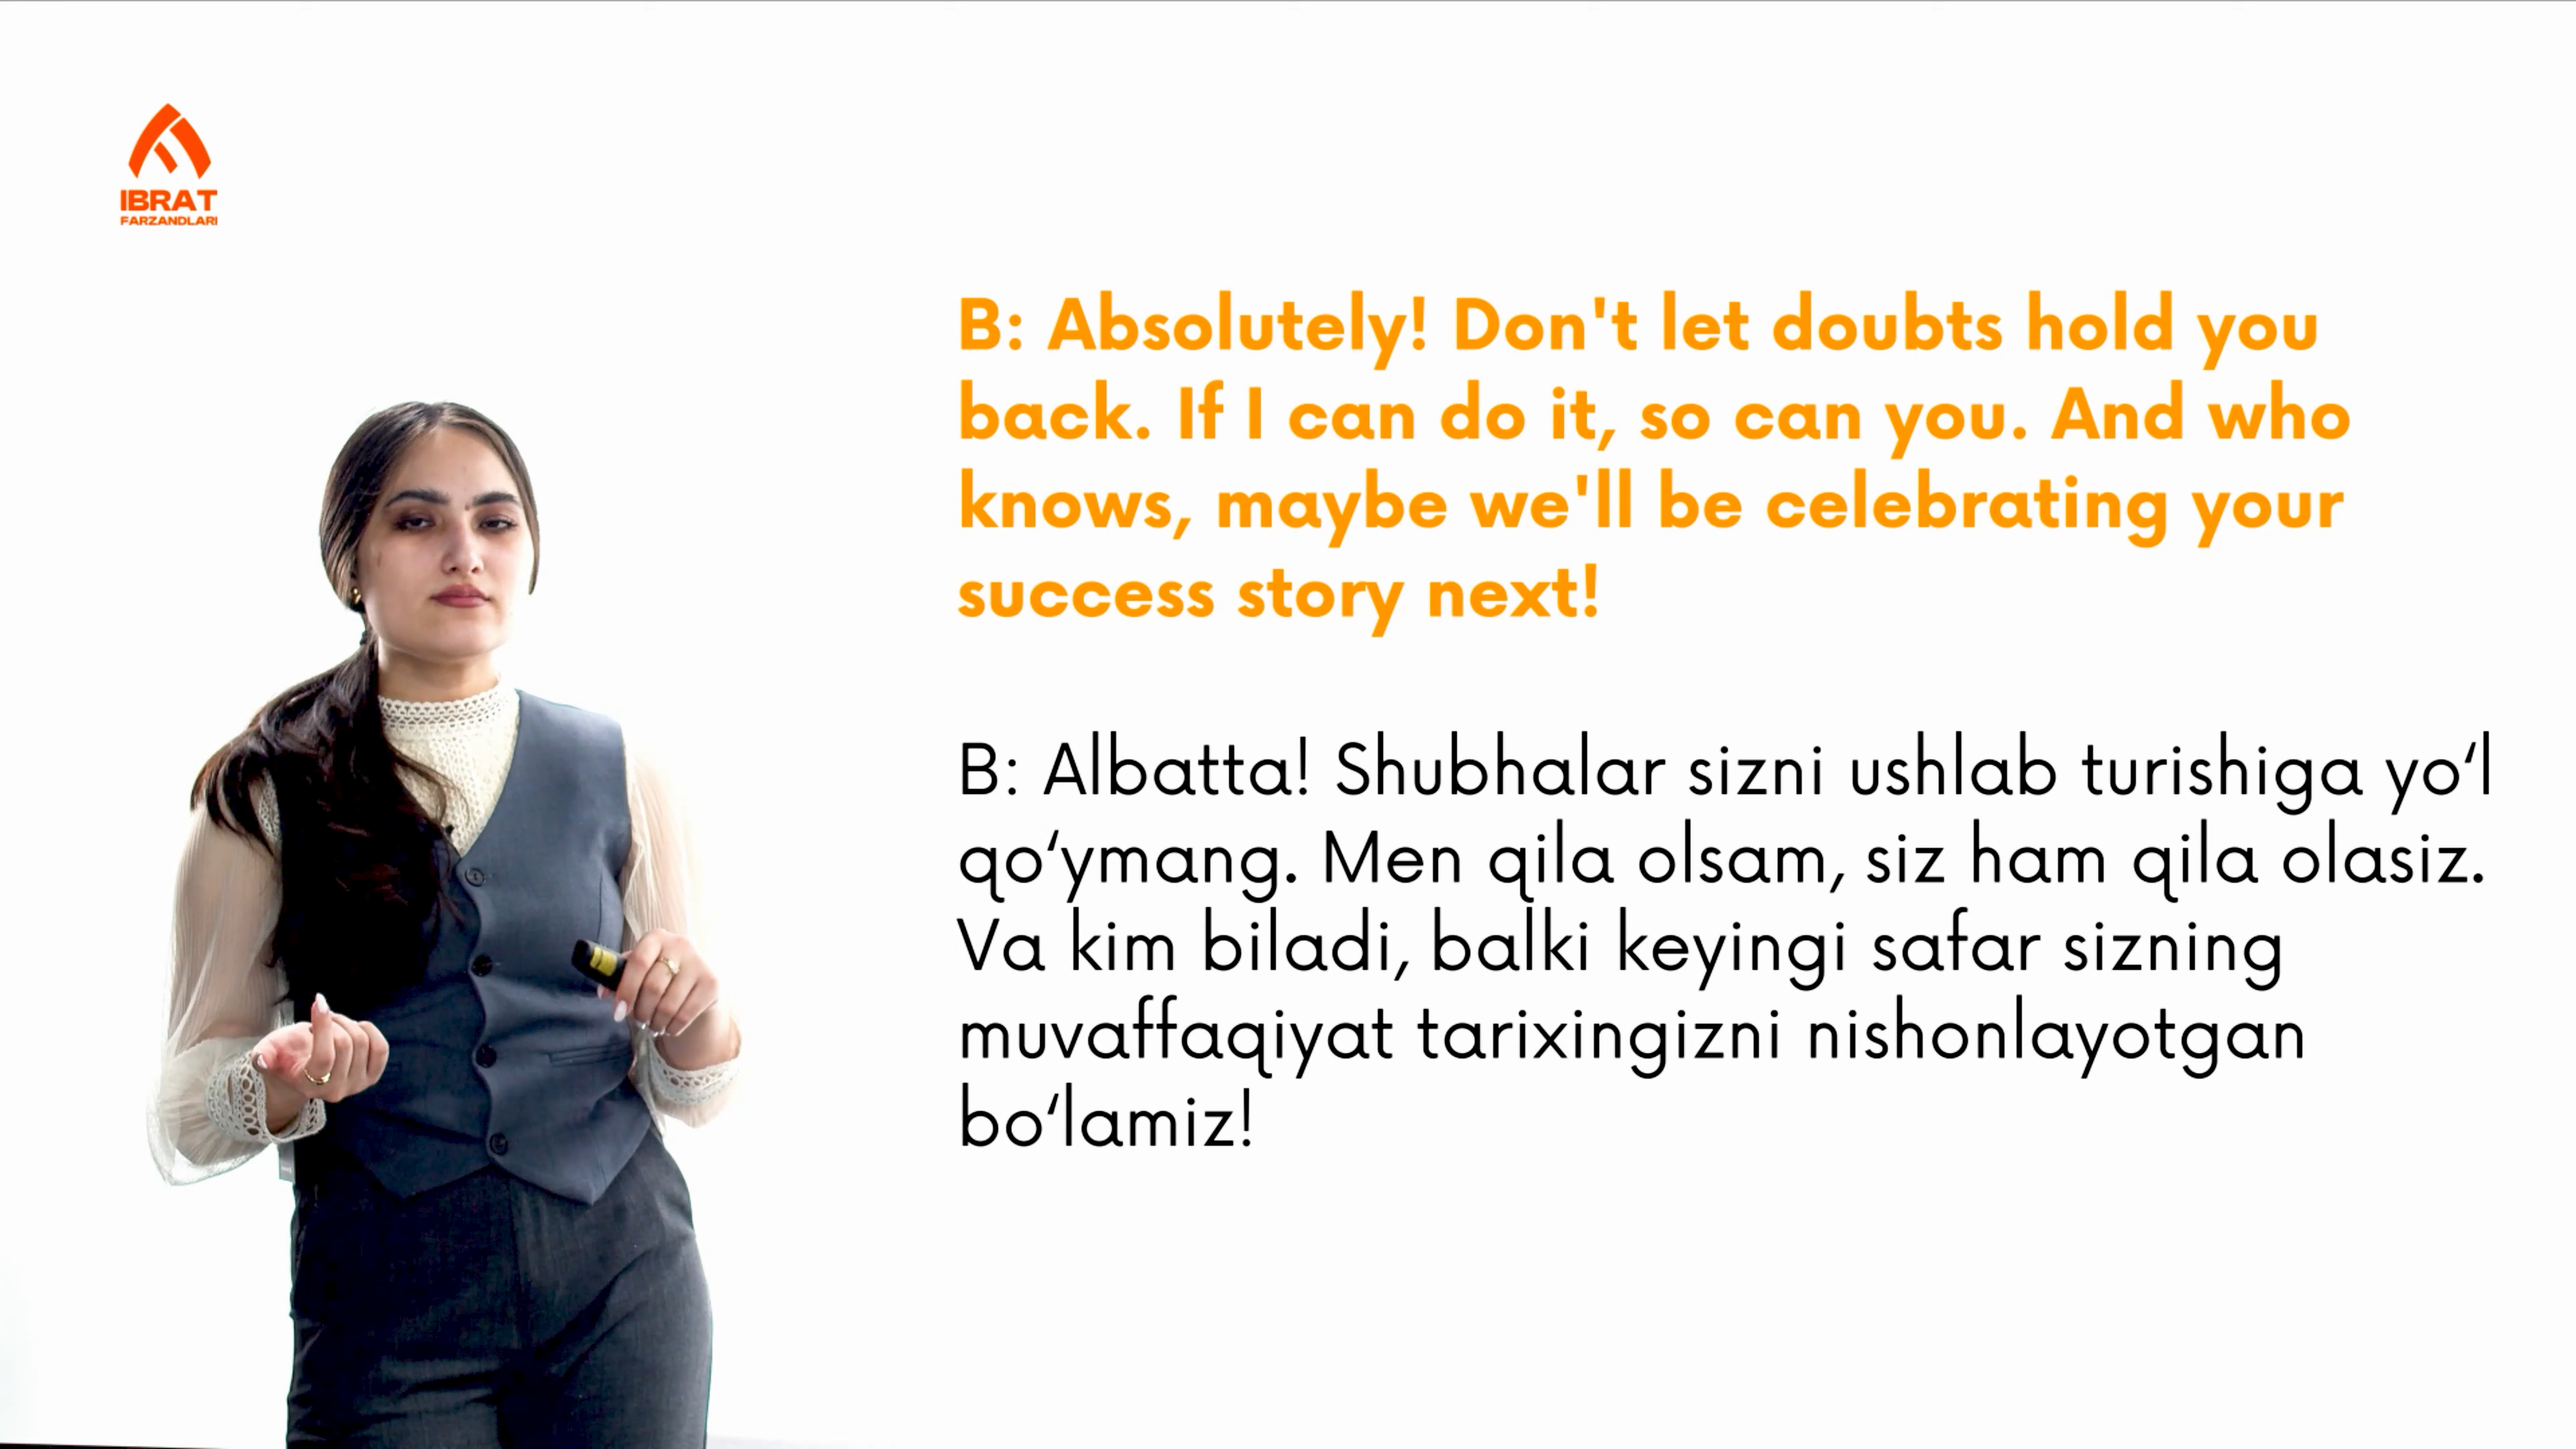 IBRAT
FARZANDLARI
B: Absolutely! Don't let doubts hold you
back. If I can do it, so can you. And who
knows, maybe we'll be celebrating your
success story next!
B: Albatta! Shubhalar sizni ushlab turishiga yo‘l
qo‘ymang. Men qila olsam, siz ham qila olasiz.
Va kim biladi, balki keyingi safar sizning
muvaffaqiyat tarixingizni nishonlayotgan
bo‘lamiz!